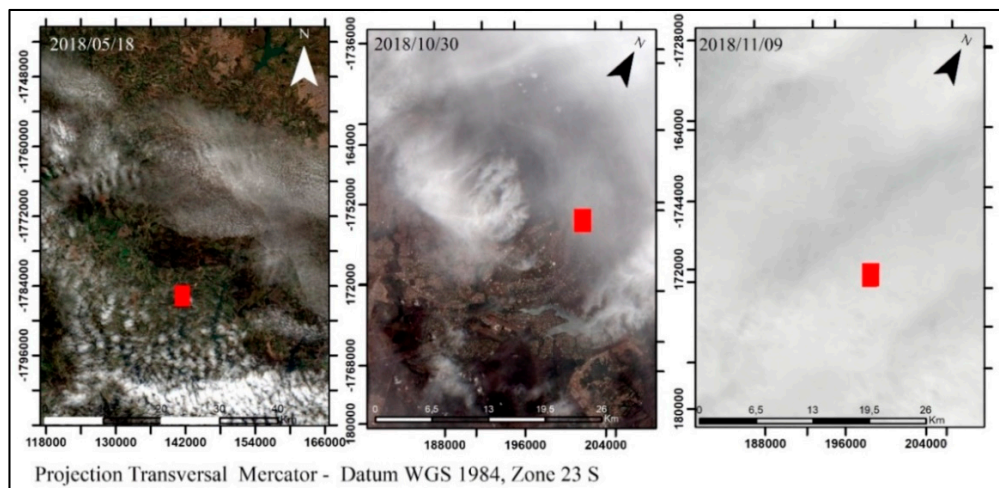 2018/05/18
N
-1748000
-1760000
-1772000
-1784000
-1796000
20 30 40
118000 130000 142000 154000 166000
2018/10/30
N
-1736000
164000
-1752000
172000
-1768000
180000
0 6,5 13 19,5 26
Km
188000 196000 204000
2018/11/09
N
-1728000
164000
-1744000
172000
180000
0 6,5 13 19,5 26
Km
188000 196000 204000
Projection Transversal Mercator - Datum WGS 1984, Zone 23 S